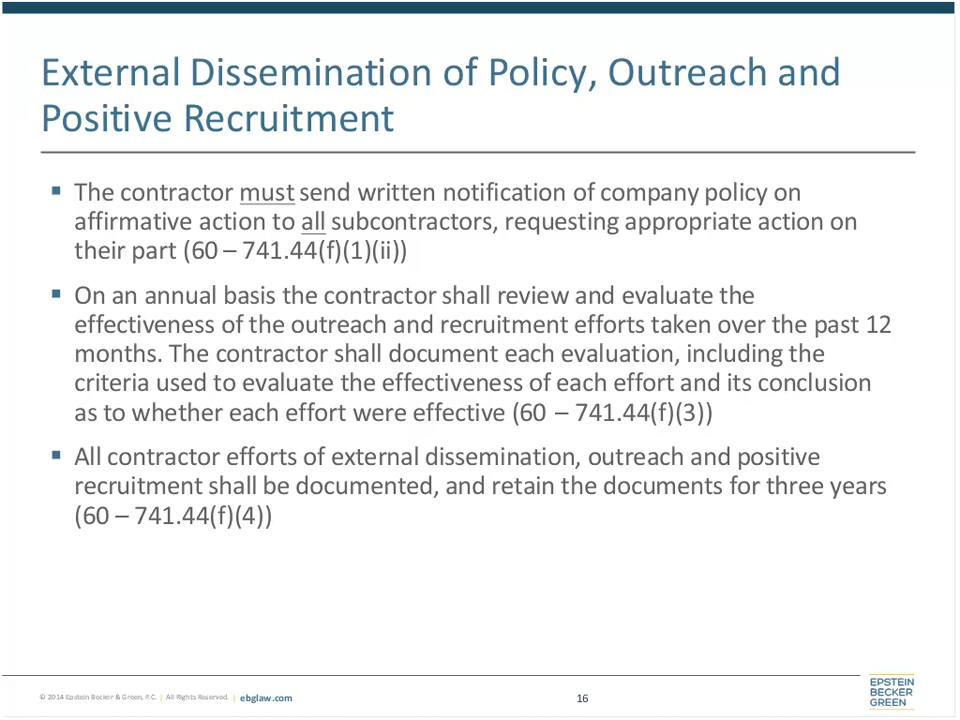 External Dissemination of Policy, Outreach and
Positive Recruitment
▪ The contractor must send written notification of company policy on
affirmative action to all subcontractors, requesting appropriate action on
their part (60 – 741.44(f)(1)(ii))
▪ On an annual basis the contractor shall review and evaluate the
effectiveness of the outreach and recruitment efforts taken over the past 12
months. The contractor shall document each evaluation, including the
criteria used to evaluate the effectiveness of each effort and its conclusion
as to whether each effort were effective (60 – 741.44(f)(3))
▪ All contractor efforts of external dissemination, outreach and positive
recruitment shall be documented, and retain the documents for three years
(60 – 741.44(f)(4))
© 2014 Epstein Becker & Green, P.C. | All Rights Reserved. | ebglaw.com
16
EPSTEIN
BECKER
GREEN